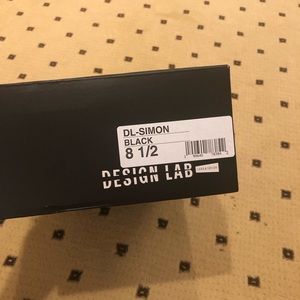 DL-SIMON
BLACK
8 1/2
DESIGN LAB